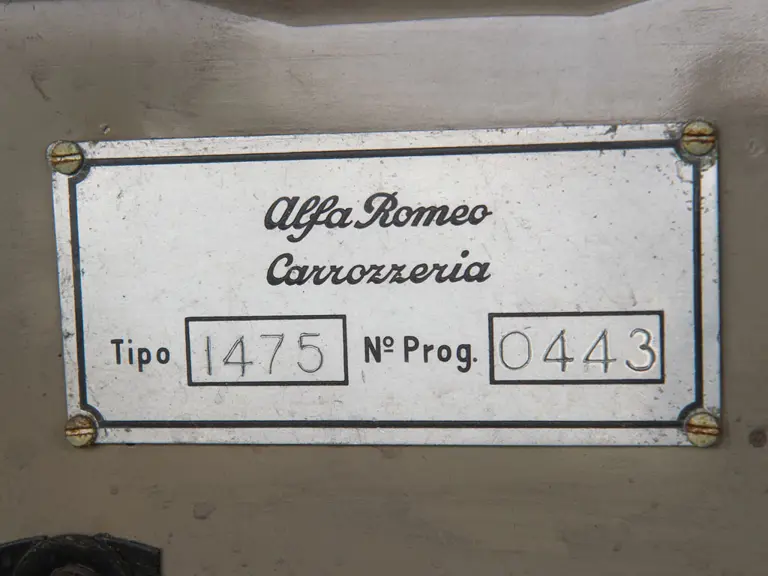 Alfa Romeo
Carrozzeria
Tipo 1475 Nº Prog. 0443